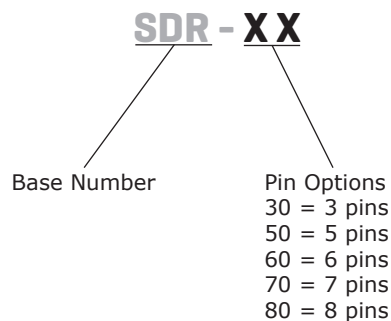 SDR - XX
Base Number
Pin Options
30 = 3 pins
50 = 5 pins
60 = 6 pins
70 = 7 pins
80 = 8 pins